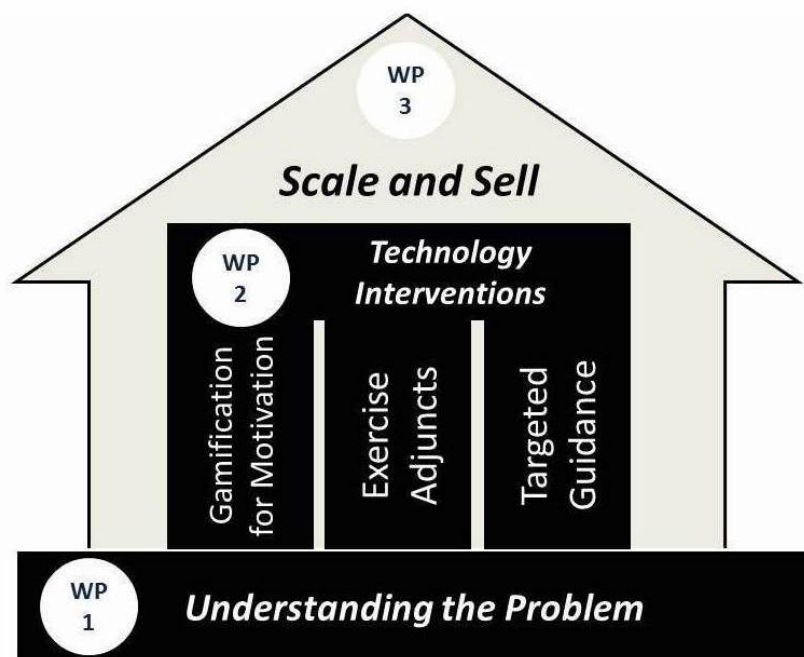 WP
3
Scale and Sell
WP
2
Technology
Interventions
Gamification
for Motivation
Exercise
Adjuncts
Targeted
Guidance
WP
1
Understanding the Problem